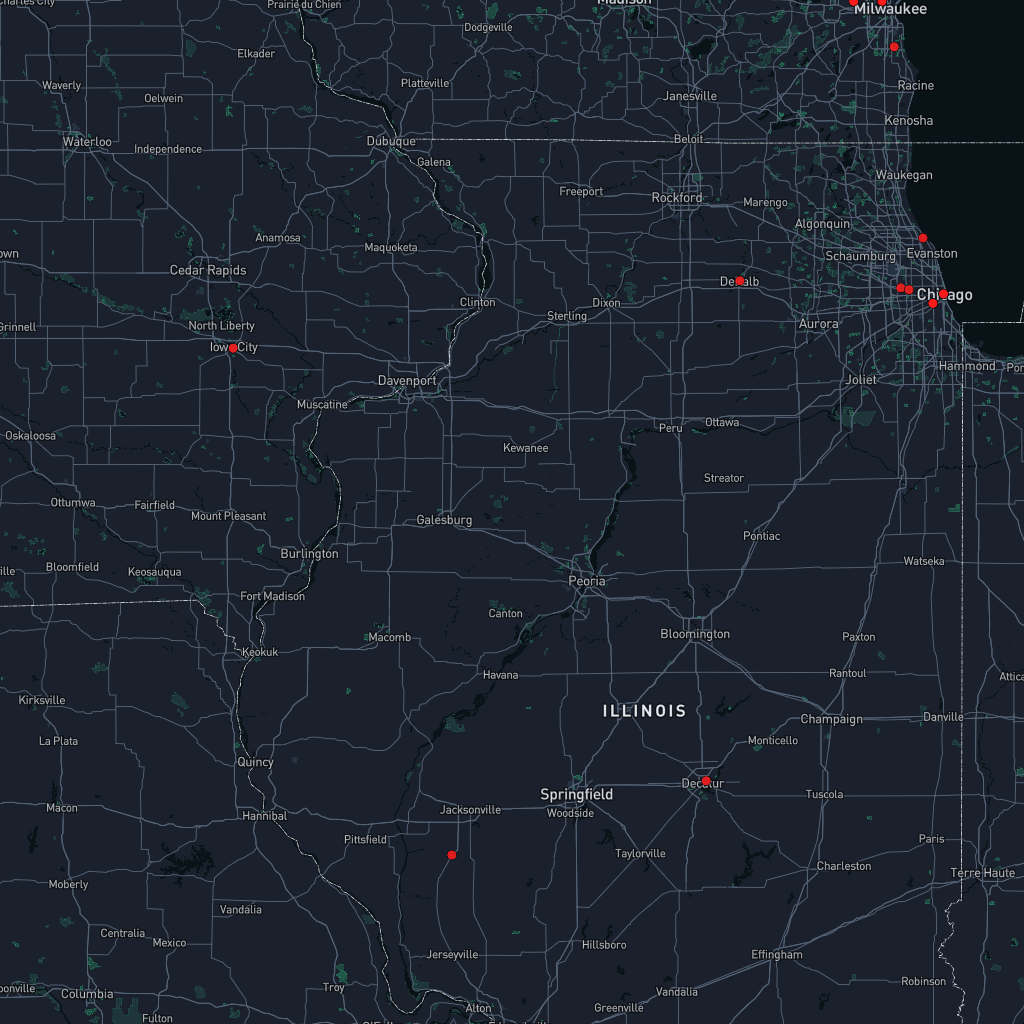 Prairie du Chien
Milwaukee
Dodgeville
Elkader
Waverly
Platteville
Racine
Oelwein
Janesville
Kenosha
Waterloo
Dubuque
Beloit
Independence
Galena
Waukegan
Freeport
Rockford
Marengo
Algonquin
Anamosa
Maquoketa
Evanston
Schaumburg
Cedar Rapids
DeKalb
Chicago
Clinton
Dixon
Sterling
North Liberty
Aurora
Grinnell
Iowa City
Hammond
Davenport
Joliet
Muscatine
Ottawa
Peru
Oskaloosa
Kewanee
Streator
Ottumwa
Fairfield
Mount Pleasant
Galesburg
Pontiac
Burlington
Watseka
Bloomfield
Keosauqua
Peoria
Fort Madison
Canton
Bloomington
Macomb
Paxton
Keokuk
Havana
Rantoul
Kirksville
ILLINOIS
Champaign
Danville
La Plata
Monticello
Quincy
Decatur
Springfield
Tuscola
Macon
Jacksonville
Hannibal
Woodside
Pittsfield
Paris
Taylorville
Charleston
Terre Haute
Moberly
Vandalia
Centralia
Mexico
Hillsboro
Jerseyville
Effingham
Robinson
Troy
Columbia
Vandalia
Alton
Greenville
Fulton